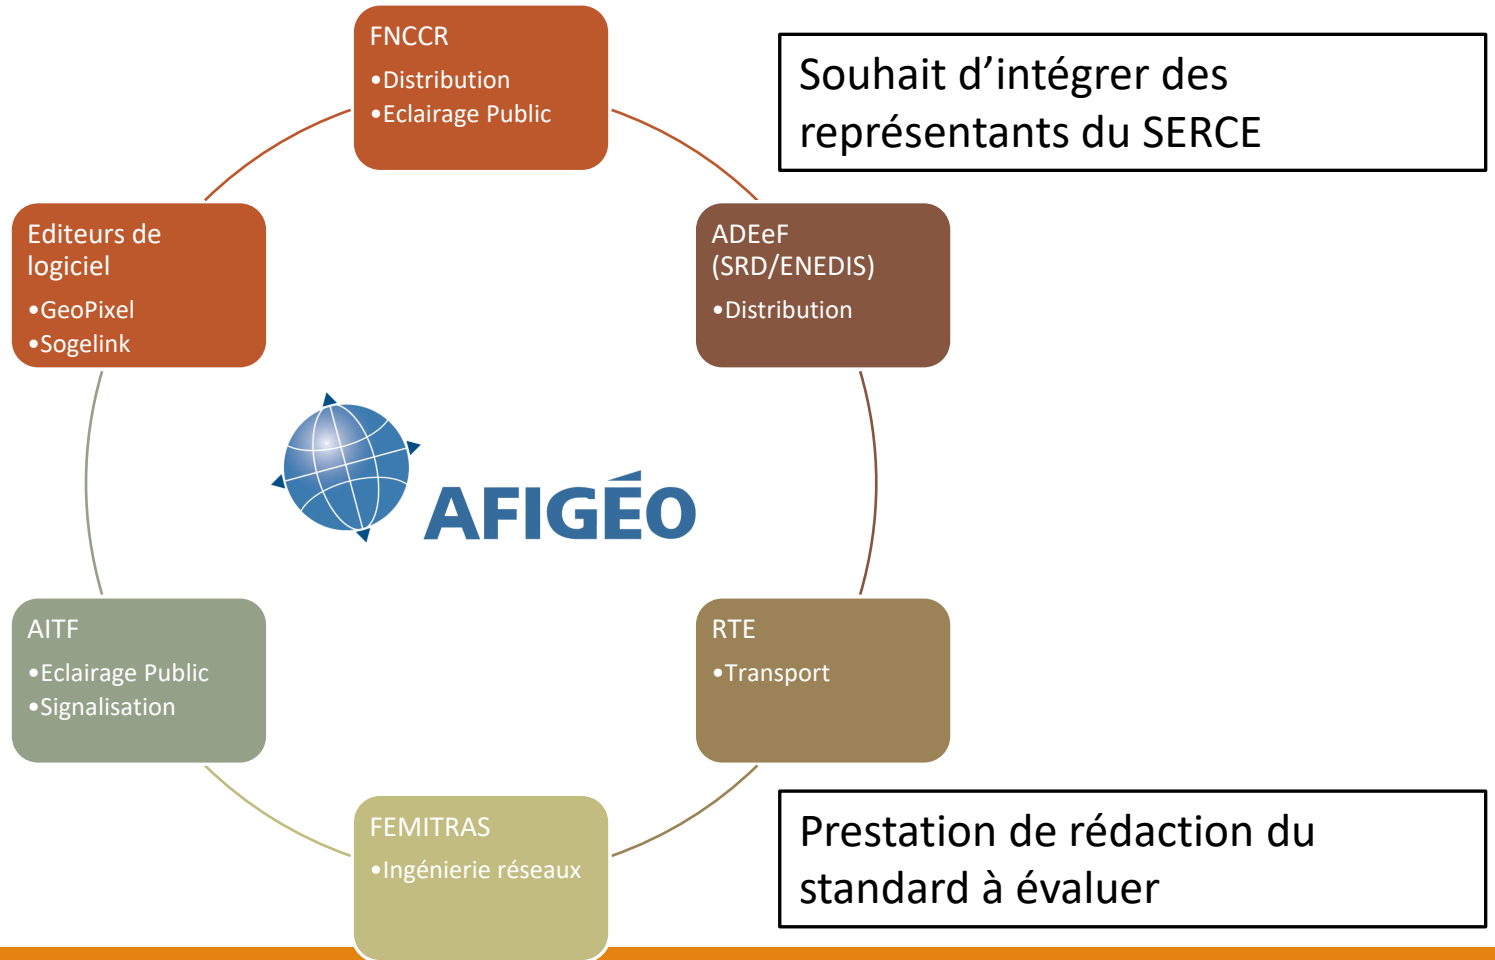 FNCCR
•Distribution
•Eclairage Public
Souhait d’intégrer des
représentants du SERCE
ADEeF
(SRD/ENEDIS)
•Distribution
RTE
•Transport
FEMITRAS
•Ingénierie réseaux
AITF
•Eclairage Public
•Signalisation
Editeurs de
logiciel
•GeoPixel
•Sogelink
AFIGÉO
Prestation de rédaction du
standard à évaluer